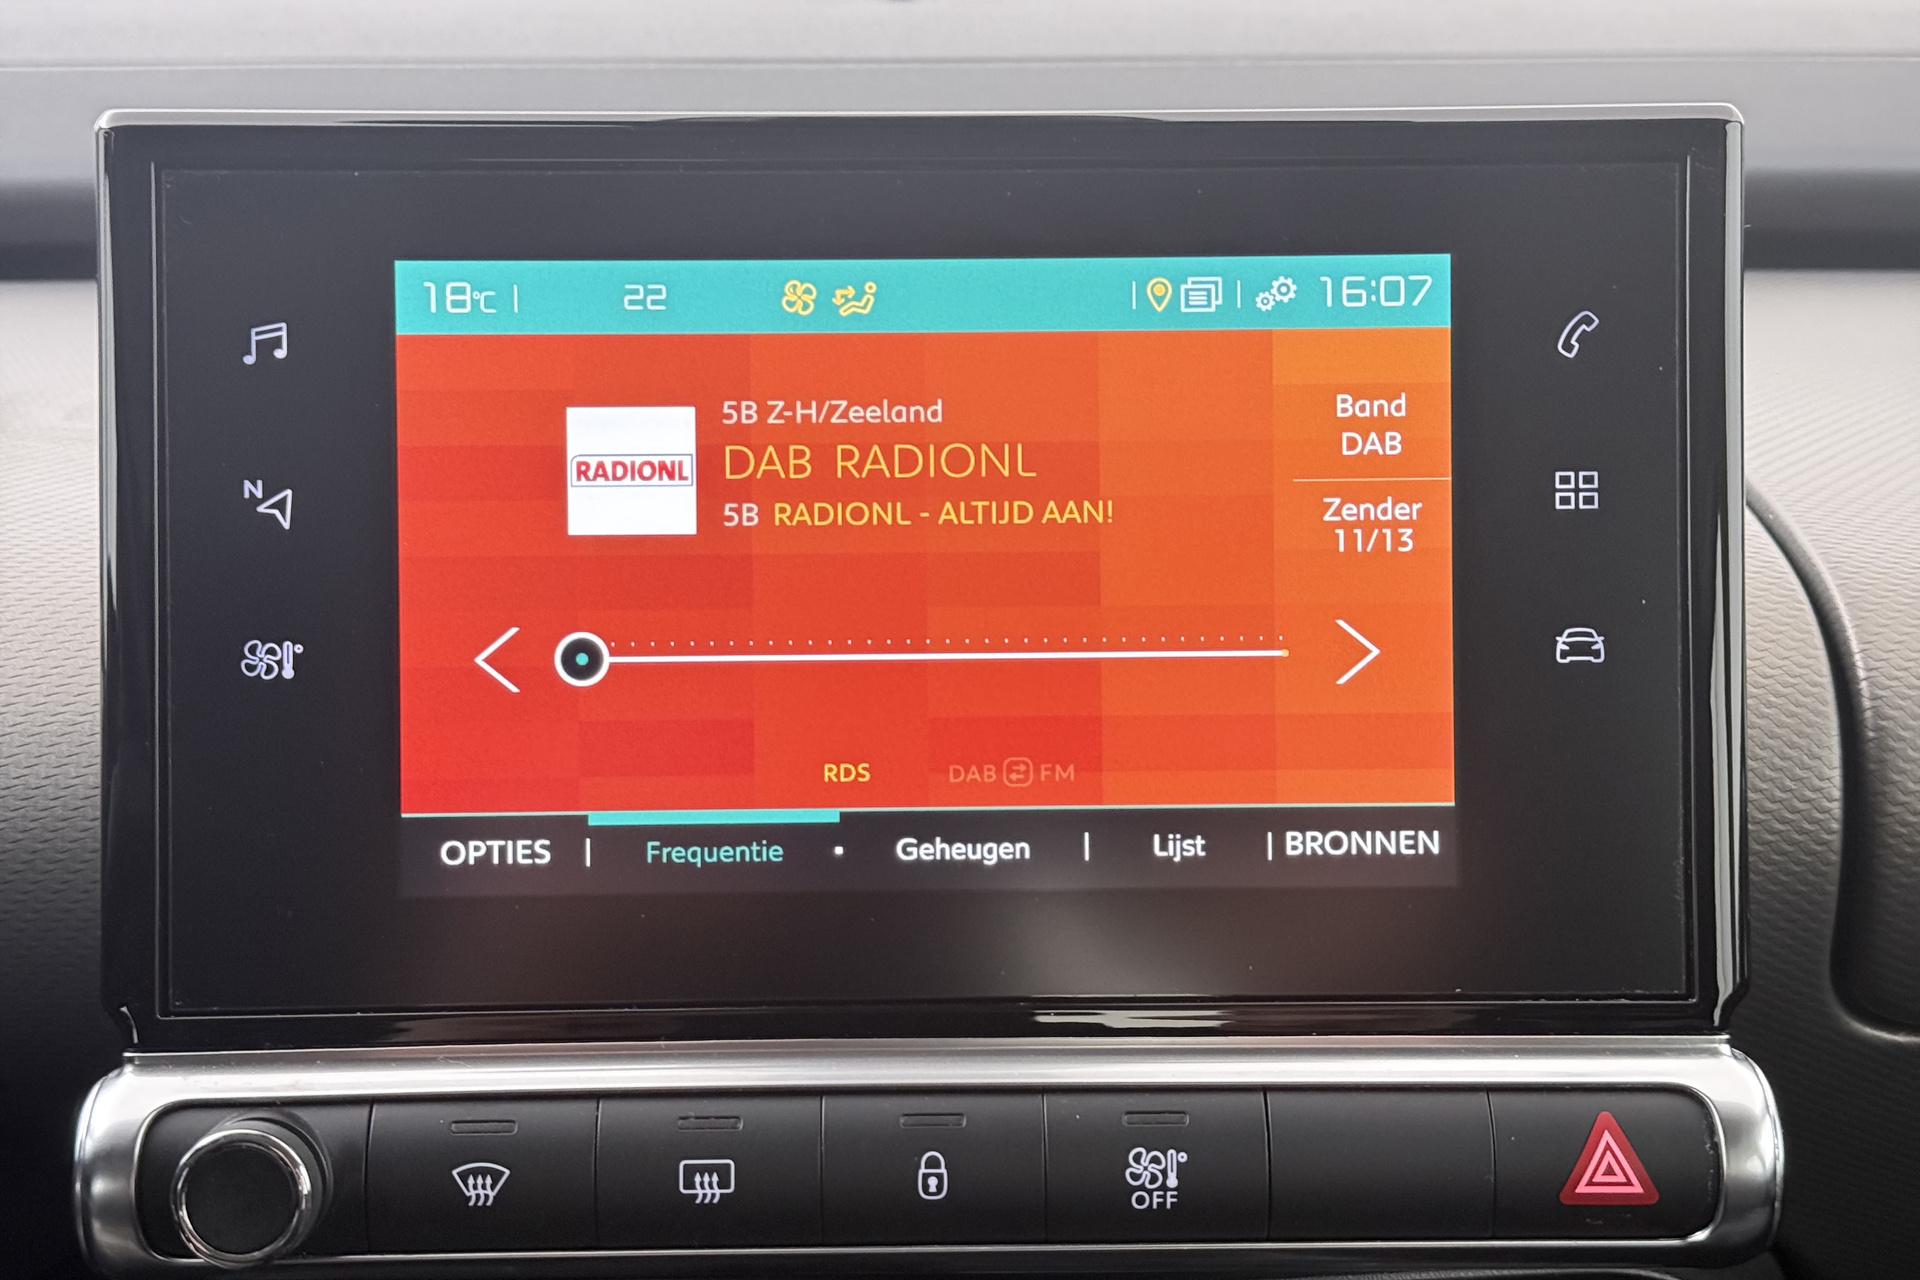 18°C | 22 16:07
5B Z-H/Zeeland
DAB RADIONL
5B RADIONL - ALTIJD AAN!
RADIONL
Band
DAB
Zender
11/13
N
RDS DAB FM
OPTIES | Frequentie · Geheugen | Lijst | BRONNEN
OFF